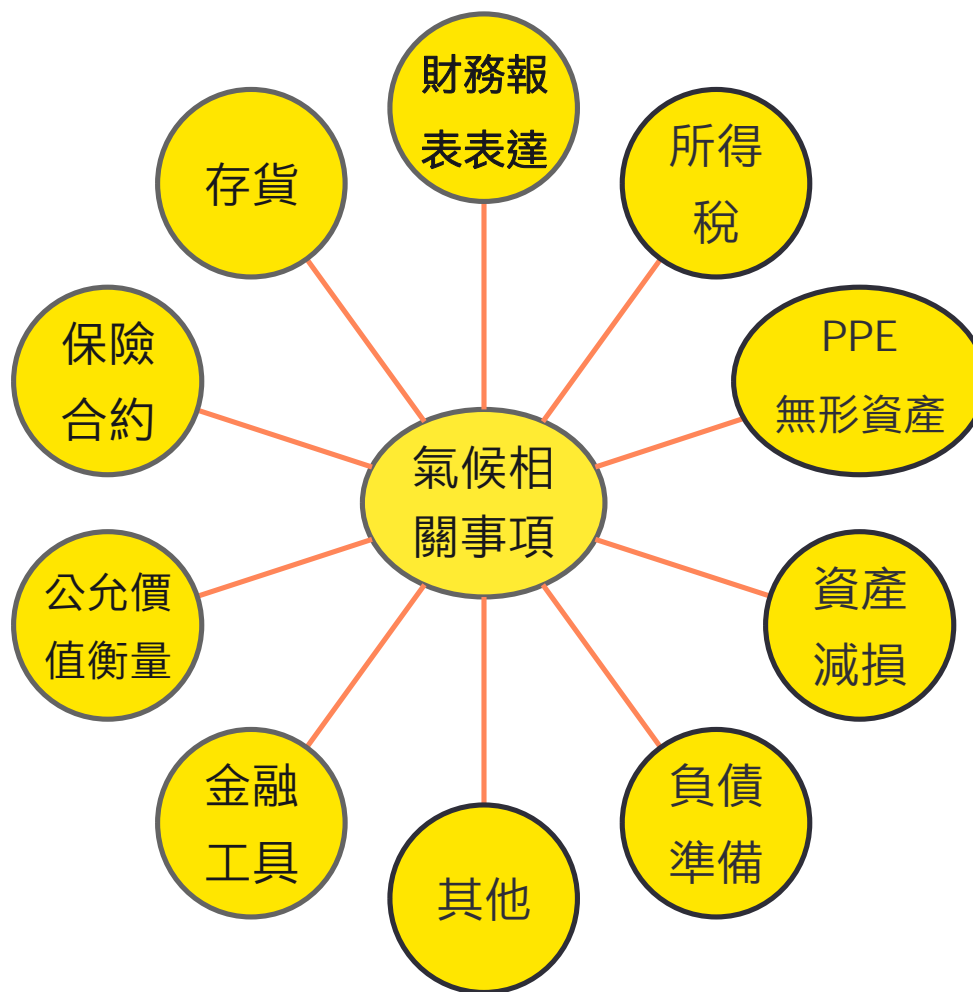 財務報
表表達
所得
稅
PPE
無形資產
資產
減損
負債
準備
其他
金融
工具
公允價
值衡量
保險
合約
存貨
氣候相
關事項